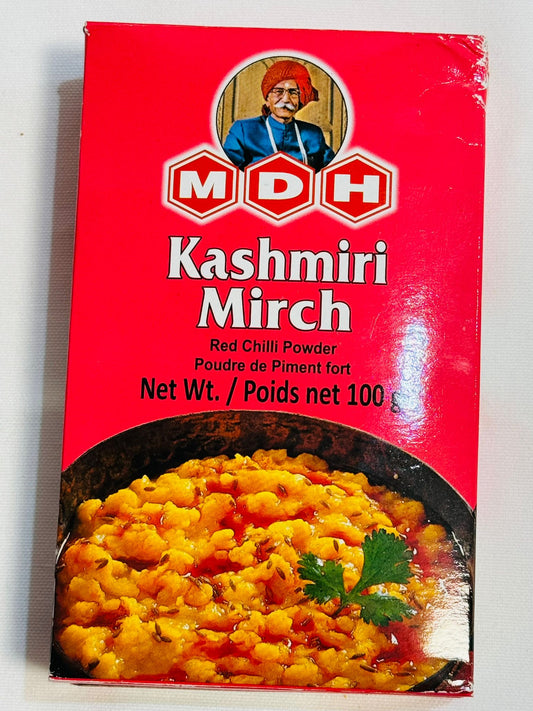 MDH
Kashmiri
Mirch
Red Chilli Powder
Poudre de Piment fort
Net Wt. / Poids net 100 g